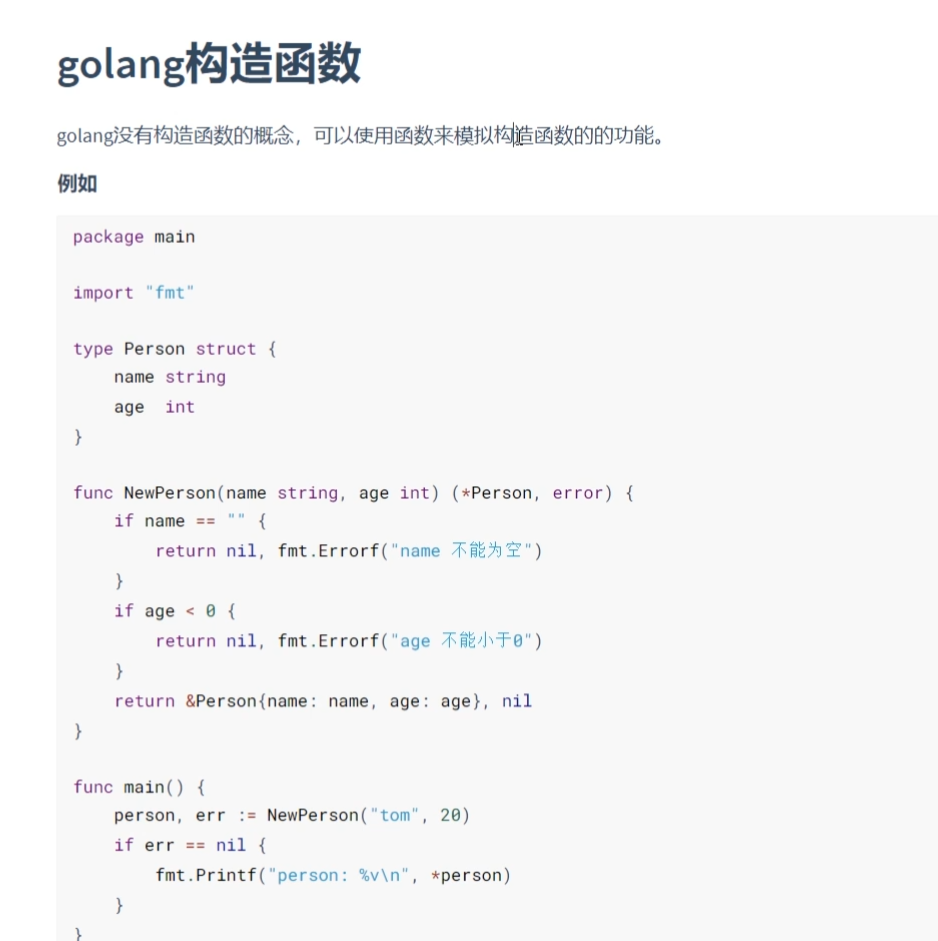 golang构造函数
golang没有构造函数的概念，可以使用函数来模拟构造函数的的功能。
例如
package main
import "fmt"
type Person struct {
    name string
    age  int
}
func NewPerson(name string, age int) (*Person, error) {
    if name == "" {
        return nil, fmt.Errorf("name 不能为空")
    }
    if age < 0 {
        return nil, fmt.Errorf("age 不能小于0")
    }
    return &Person{name: name, age: age}, nil
}
func main() {
    person, err := NewPerson("tom", 20)
    if err == nil {
        fmt.Printf("person: %v\n", *person)
    }
}